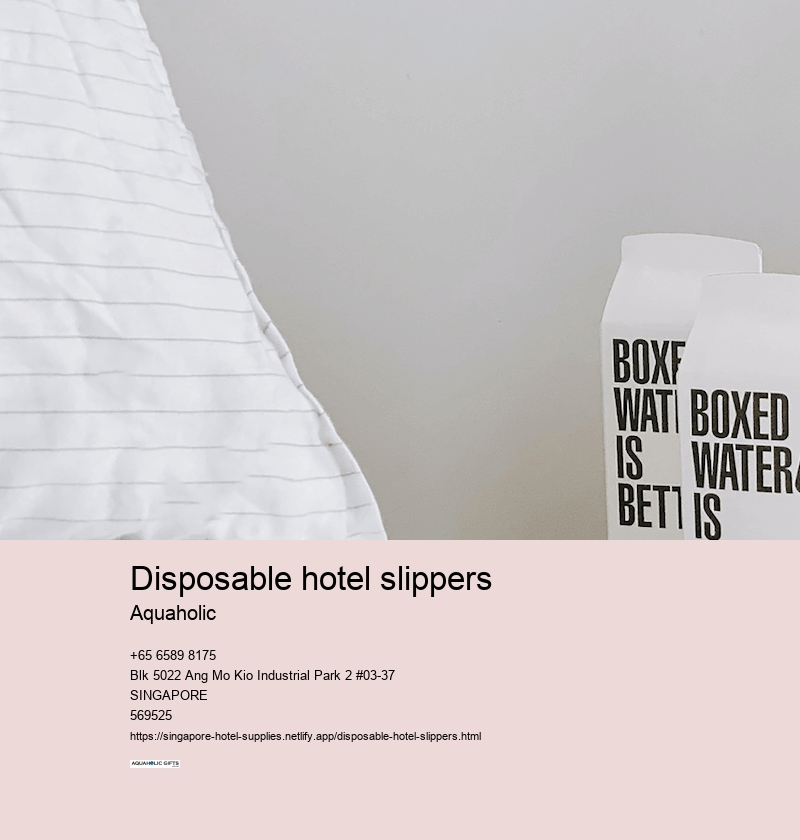 BOXE
WAT
IS
BETT
BOXED
WATER
IS
Disposable hotel slippers
Aquaholic
+65 6589 8175
Blk 5022 Ang Mo Kio Industrial Park 2 #03-37
SINGAPORE
569525
https://singapore-hotel-supplies.netlify.app/disposable-hotel-slippers.html
AQUAHOLIC GIFTS